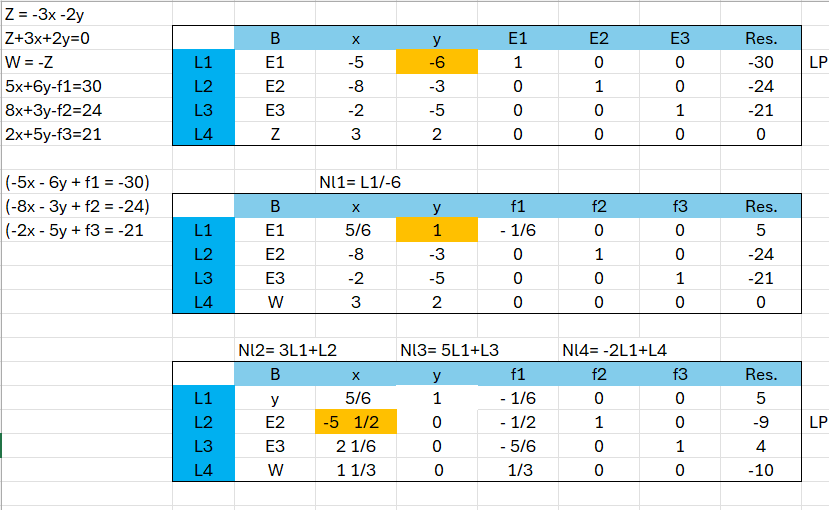 Z = -3x -2y
Z+3x+2y=0 B x y E1 E2 E3 Res.
W = -Z L1 E1 -5 -6 1 0 0 -30 LP
5x+6y-f1=30 L2 E2 -8 -3 0 1 0 -24
8x+3y-f2=24 L3 E3 -2 -5 0 0 1 -21
2x+5y-f3=21 L4 Z 3 2 0 0 0 0
(-5x - 6y + f1 = -30) Nl1= L1/-6
(-8x - 3y + f2 = -24) B x y f1 f2 f3 Res.
(-2x - 5y + f3 = -21 L1 E1 5/6 1 - 1/6 0 0 5
L2 E2 -8 -3 0 1 0 -24
L3 E3 -2 -5 0 0 1 -21
L4 W 3 2 0 0 0 0
Nl2= 3L1+L2 Nl3= 5L1+L3 Nl4= -2L1+L4
B x y f1 f2 f3 Res.
L1 y 5/6 1 - 1/6 0 0 5
L2 E2 -5 1/2 0 - 1/2 1 0 -9 LP
L3 E3 2 1/6 0 - 5/6 0 1 4
L4 W 1 1/3 0 1/3 0 0 -10